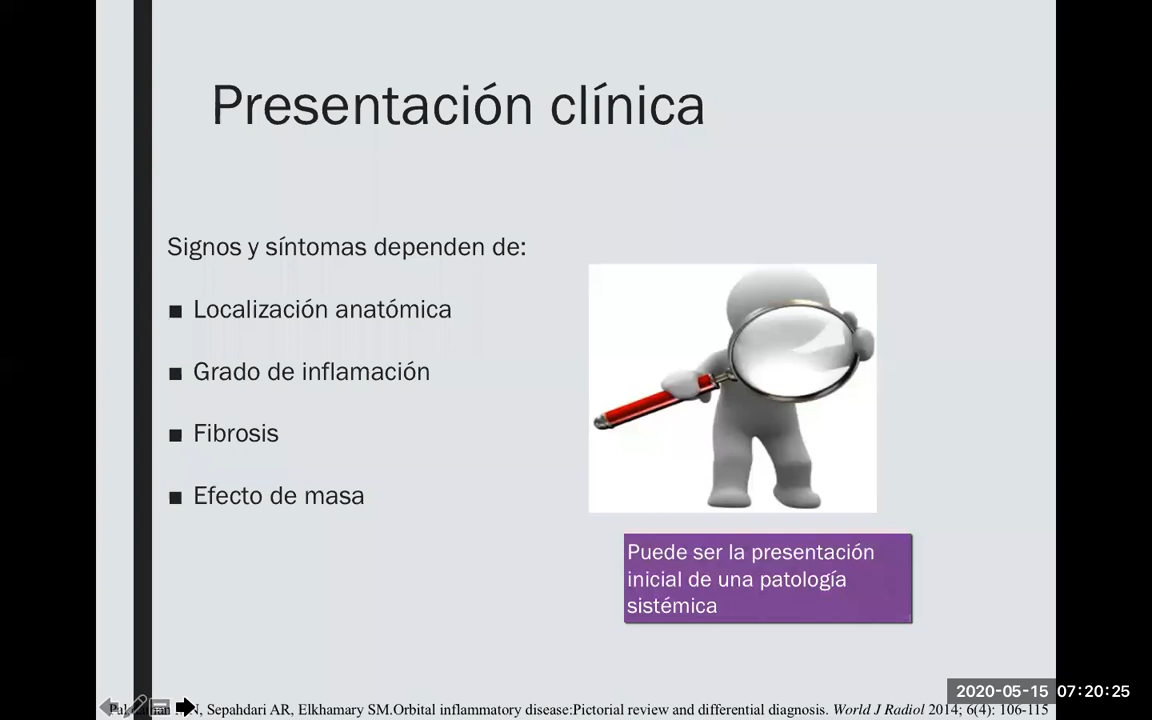 Presentación clínica
Signos y síntomas dependen de:
■ Localización anatómica
■ Grado de inflamación
■ Fibrosis
■ Efecto de masa
Puede ser la presentación
inicial de una patología
sistémica
2020-05-15 07:20:25
N, Sepahdari AR, Elkhamary SM.Orbital inflammatory disease:Pictorial review and differential diagnosis. World J Radiol 2014; 6(4): 106-115